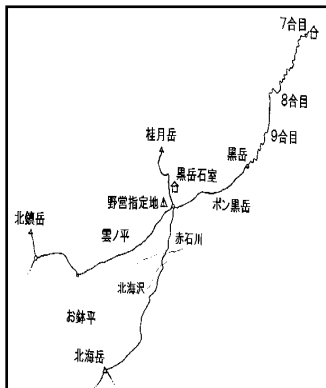 7合目
8合目
9合目
桂月岳
黒岳
黒岳石室
野営指定地
ポン黒岳
北鎮岳
雲ノ平
赤石川
北海沢
お鉢平
北海岳